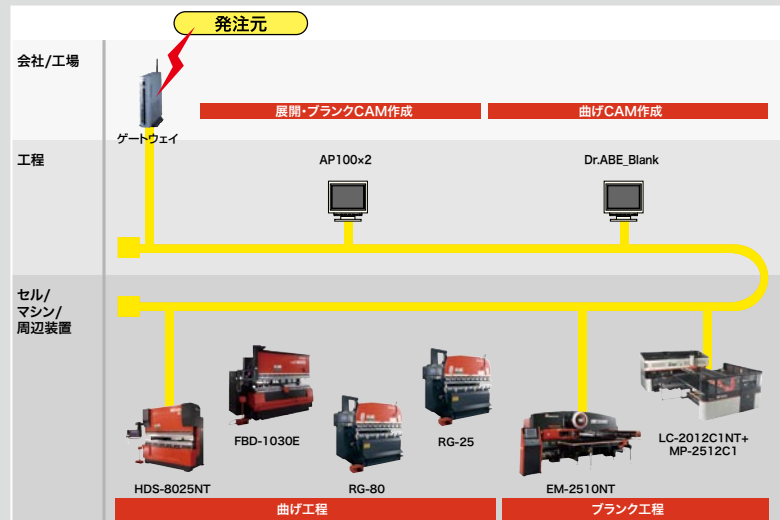 発注元
会社/工場
展開・ブランクCAM作成
曲げCAM作成
ゲートウェイ
工程
AP100×2
Dr.ABE_Blank
セル/
マシン/
周辺装置
FBD-1030E
RG-25
LC-2012C1NT+
MP-2512C1
HDS-8025NT
RG-80
EM-2510NT
曲げ工程
ブランク工程